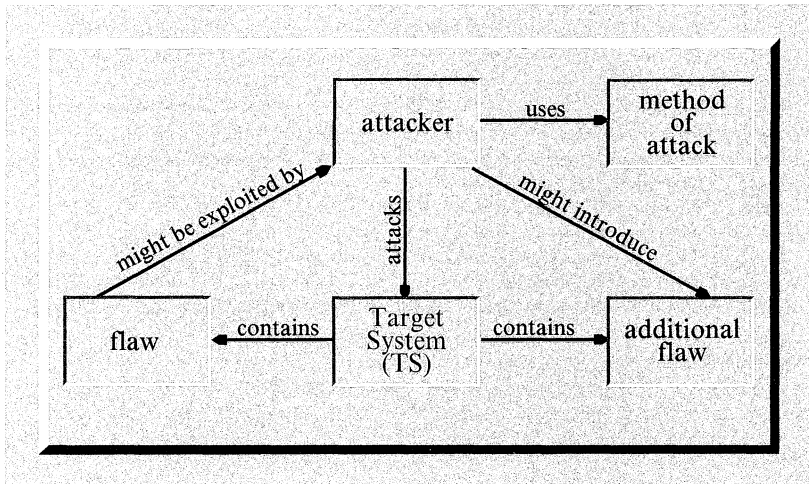 attacker
uses
method
of
attack
might be exploited by
attacks
might introduce
flaw
contains
Target
System
(TS)
contains
additional
flaw